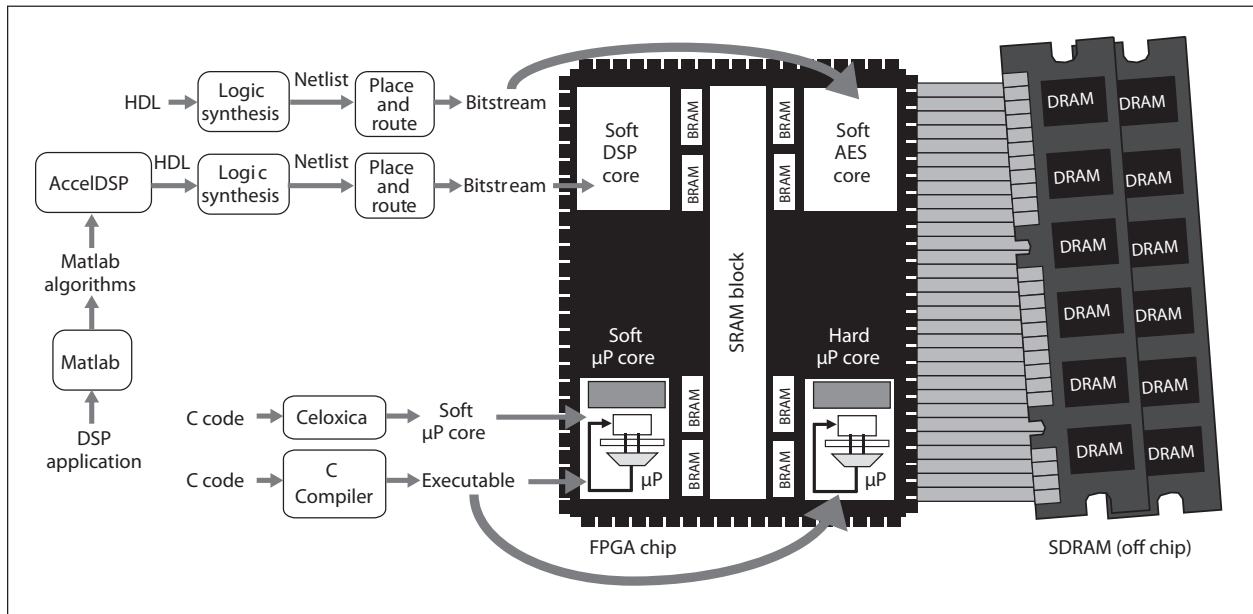 HDL
Logic
synthesis
Netlist
Place
and
route
Bitstream
AccelDSP
HDL
Logic
synthesis
Netlist
Place
and
route
Bitstream
Matlab
algorithms
Matlab
DSP
application
C code
Celoxica
Soft
µP core
C code
C
Compiler
Executable
Soft
DSP
core
BRAM
BRAM
SRAM block
BRAM
BRAM
Soft
AES
core
Soft
µP core
µP
BRAM
BRAM
BRAM
BRAM
Hard
µP core
µP
FPGA chip
DRAM
DRAM
DRAM
DRAM
DRAM
DRAM
DRAM
DRAM
DRAM
DRAM
DRAM
DRAM
SDRAM (off chip)